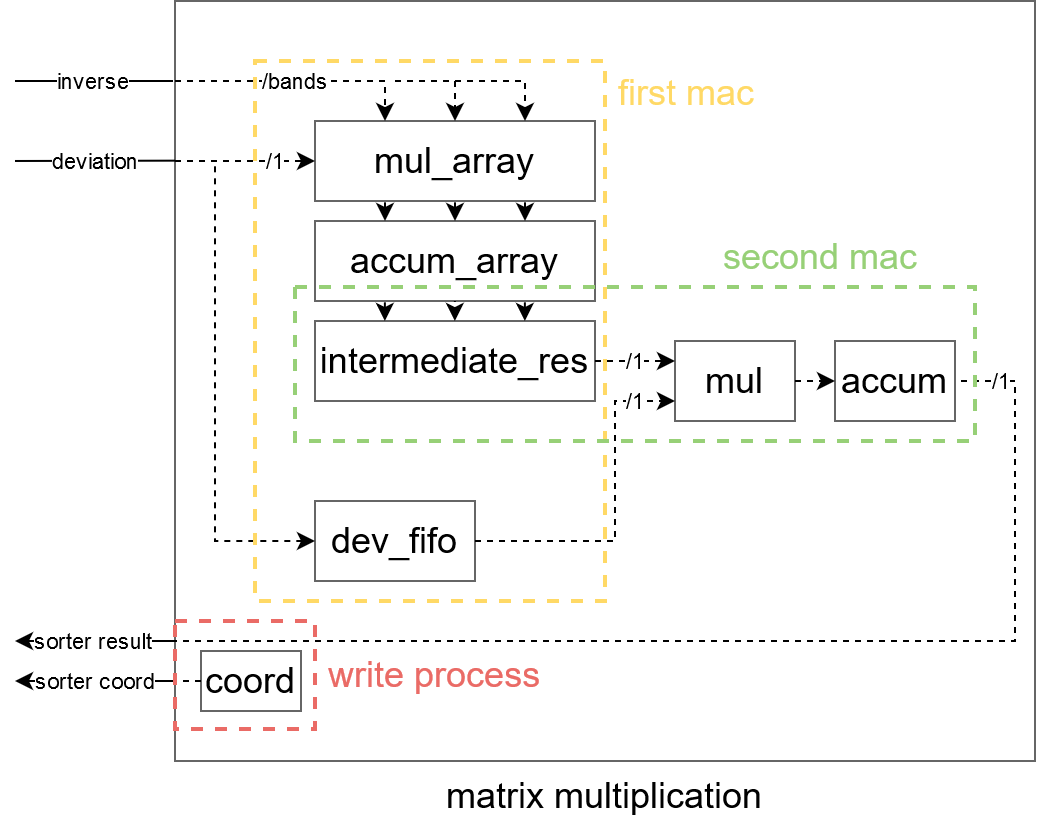 inverse
/bands
first mac
deviation
/1
mul_array
accum_array
second mac
intermediate_res
/1
mul
accum
/1
/1
dev_fifo
sorter result
sorter coord
coord
write process
matrix multiplication